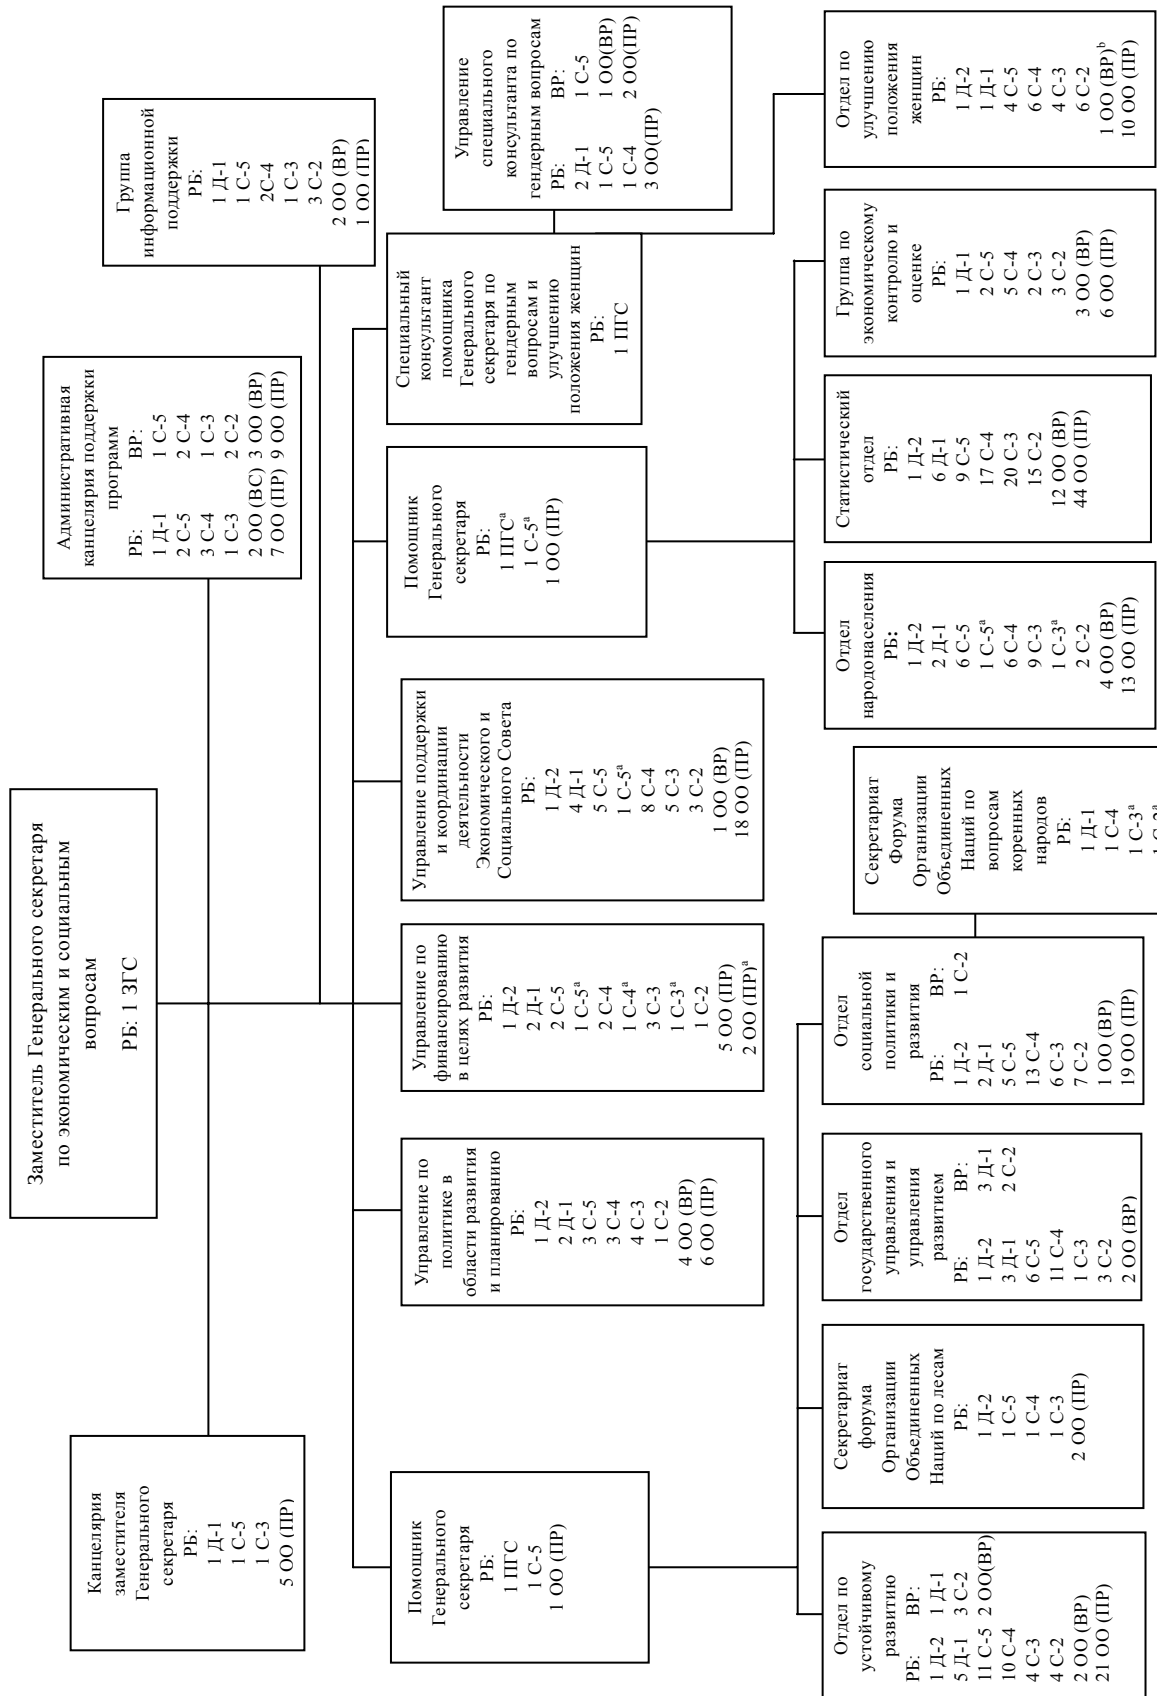 Заместитель Генерального секретаря
по экономическим и социальным
вопросам
РБ: 1 ЗГС
Канцелярия
заместителя
Генерального
секретаря
РБ:
1 Д-1
1 С-5
1 С-3
5 ОО (ПР)
Административная
канцелярия поддержки
программ
РБ: ВР:
1 Д-1 1 С-5
2 С-5 2 С-4
3 С-4 1 С-3
1 С-3 2 С-2
2 ОО (ВС) 3 ОО (ВР)
7 ОО (ПР) 9 ОО (ПР)
Группа
информационной
поддержки
РБ:
1 Д-1
1 С-5
2С-4
1 С-3
3 С-2
2 ОО (ВР)
1 ОО (ПР)
Помощник
Генерального
секретаря
РБ:
1 ПГС
1 С-5
1 ОО (ПР)
Управление по
политике в
области развития
и планированию
РБ:
1 Д-2
2 Д-1
3 С-5
3 С-4
4 С-3
1 С-2
4 ОО (ВР)
6 ОО (ПР)
Управление по
финансированию
в целях развития
РБ:
1 Д-2
2 Д-1
2 С-5
1 С-5ᵃ
2 С-4
1 С-4ᵃ
3 С-3
1 С-3ᵃ
1 С-2
5 ОО (ПР)
2 ОО (ПР)ᵃ
Управление поддержки
и координации
деятельности
Экономического и
Социального Совета
РБ:
1 Д-2
4 Д-1
5 С-5
1 С-5ᵃ
8 С-4
5 С-3
3 С-2
1 ОО (ВР)
18 ОО (ПР)
Помощник
Генерального
секретаря
РБ:
1 ПГСᵃ
1 С-5ᵃ
1 ОО (ПР)
Специальный
консультант
помощника
Генерального
секретаря по
гендерным
вопросам и
улучшению
положения женщин
РБ:
1 ПГС
Управление
специального
консультанта по
гендерным вопросам
РБ: ВР:
2 Д-1 1 С-5
1 С-5 1 ОО(ВР)
1 С-4 2 ОО(ПР)
3 ОО(ПР)
Отдел по
устойчивому
развитию
РБ: ВР:
1 Д-2 1 Д-1
5 Д-1 3 С-2
11 С-5 2 ОО(ВР)
10 С-4
4 С-3
4 С-2
2 ОО (ВР)
21 ОО (ПР)
Секретариат
форума
Организации
Объединенных
Наций по лесам
РБ:
1 Д-2
1 С-5
1 С-4
1 С-3
2 ОО (ПР)
Отдел
государственного
управления и
управления
развитием
РБ: ВР:
1 Д-2 3 Д-1
3 Д-1 2 С-2
6 С-5
11 С-4
1 С-3
3 С-2
2 ОО (ВР)
Отдел
социальной
политики и
развития
РБ: ВР:
1 Д-2 1 С-2
2 Д-1
5 С-5
13 С-4
6 С-3
7 С-2
1 ОО (ВР)
19 ОО (ПР)
Секретариат
Форума
Организации
Объединенных
Наций по
вопросам
коренных
народов
РБ:
1 Д-1
1 С-4
1 С-3ᵃ
Отдел
народонаселения
РБ:
1 Д-2
2 Д-1
6 С-5
1 С-5ᵃ
6 С-4
9 С-3
1 С-3ᵃ
2 С-2
4 ОО (ВР)
13 ОО (ПР)
Статистический
отдел
РБ:
1 Д-2
6 Д-1
9 С-5
17 С-4
20 С-3
15 С-2
12 ОО (ВР)
44 ОО (ПР)
Группа по
экономическому
контролю и
оценке
РБ:
1 Д-1
2 С-5
5 С-4
2 С-3
3 С-2
3 ОО (ВР)
6 ОО (ПР)
Отдел по
улучшению
положения
женщин
РБ:
1 Д-2
1 Д-1
4 С-5
6 С-4
4 С-3
6 С-2
1 ОО (ВР)ᵇ
10 ОО (ПР)